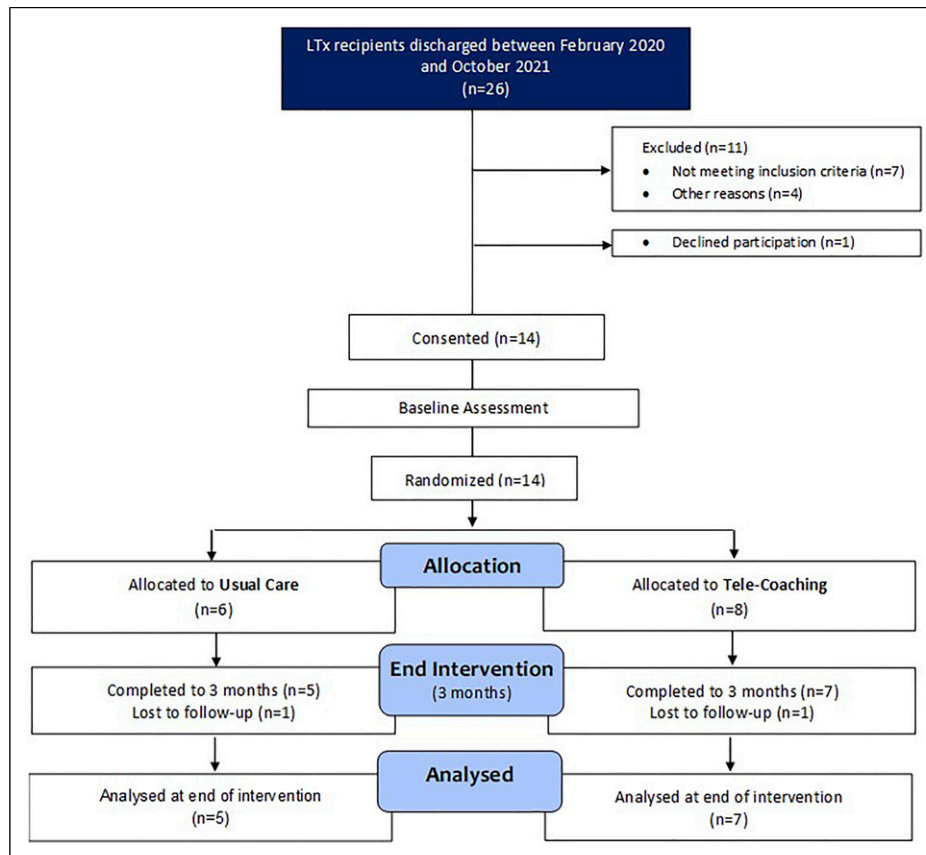 LTx recipients discharged between February 2020
and October 2021
(n=26)
Excluded (n=11)
• Not meeting inclusion criteria (n=7)
• Other reasons (n=4)
• Declined participation (n=1)
Consented (n=14)
Baseline Assessment
Randomized (n=14)
Allocation
Allocated to Usual Care
(n=6)
Allocated to Tele-Coaching
(n=8)
End Intervention
(3 months)
Completed to 3 months (n=5)
Lost to follow-up (n=1)
Completed to 3 months (n=7)
Lost to follow-up (n=1)
Analysed
Analysed at end of intervention
(n=5)
Analysed at end of intervention
(n=7)